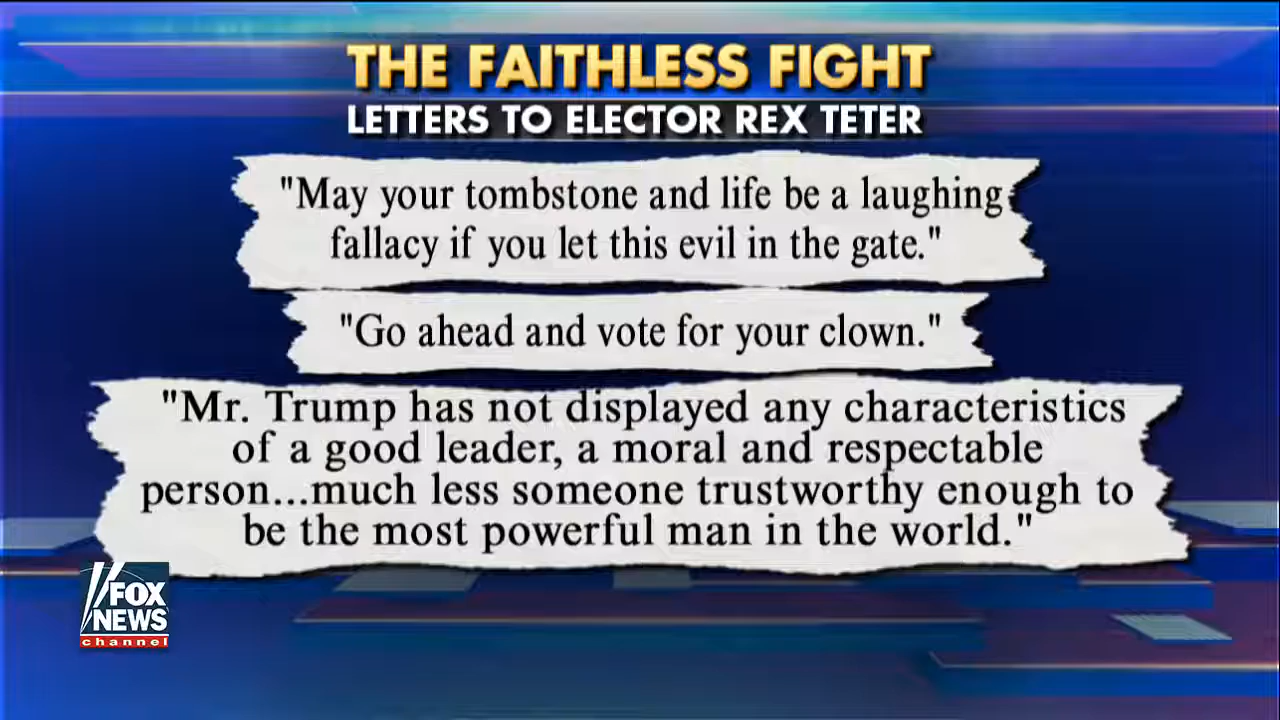 THE FAITHLESS FIGHT
LETTERS TO ELECTOR REX TETER
"May your tombstone and life be a laughing
fallacy if you let this evil in the gate."
"Go ahead and vote for your clown."
"Mr. Trump has not displayed any characteristics
of a good leader, a moral and respectable
person...much less someone trustworthy enough to
be the most powerful man in the world."
FOX
NEWS
channel